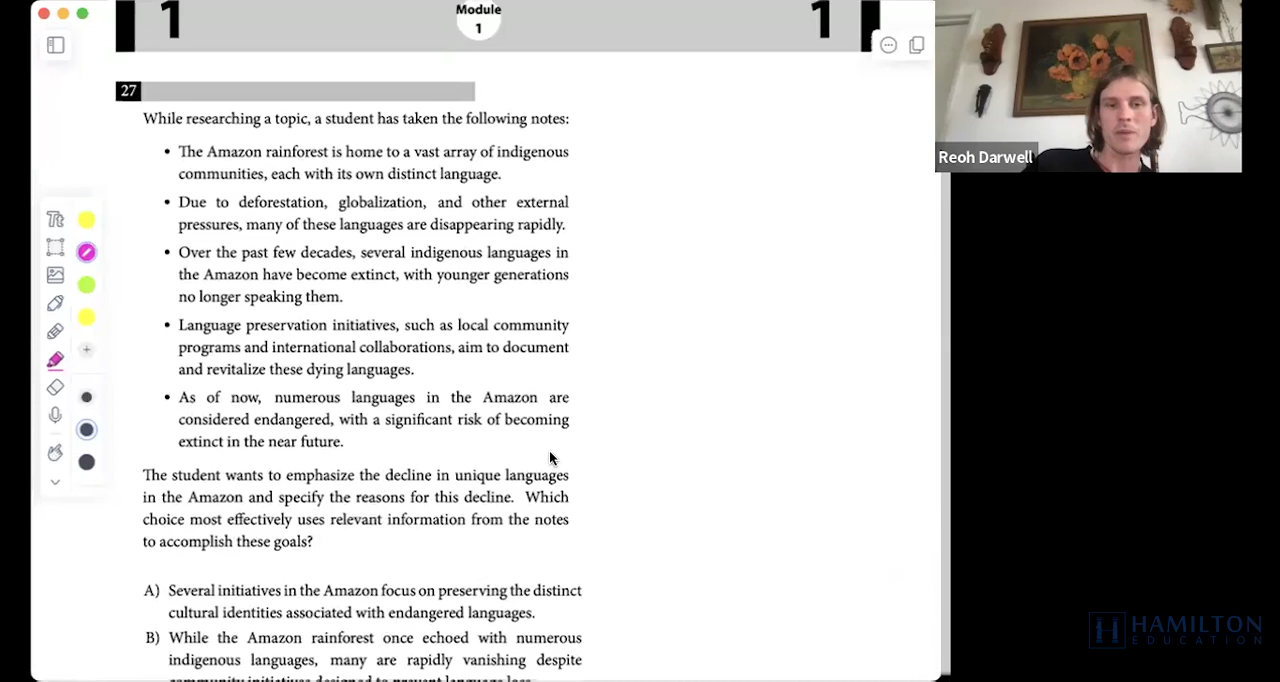 1
Module
1
1
27
While researching a topic, a student has taken the following notes:
• The Amazon rainforest is home to a vast array of indigenous
communities, each with its own distinct language.
• Due to deforestation, globalization, and other external
pressures, many of these languages are disappearing rapidly.
• Over the past few decades, several indigenous languages in
the Amazon have become extinct, with younger generations
no longer speaking them.
• Language preservation initiatives, such as local community
programs and international collaborations, aim to document
and revitalize these dying languages.
• As of now, numerous languages in the Amazon are
considered endangered, with a significant risk of becoming
extinct in the near future.
The student wants to emphasize the decline in unique languages
in the Amazon and specify the reasons for this decline. Which
choice most effectively uses relevant information from the notes
to accomplish these goals?
A) Several initiatives in the Amazon focus on preserving the distinct
cultural identities associated with endangered languages.
B) While the Amazon rainforest once echoed with numerous
indigenous languages, many are rapidly vanishing despite
community initiatives designed to prevent language loss.
Tt
Reoh Darwell
HAMILTON
EDUCATION